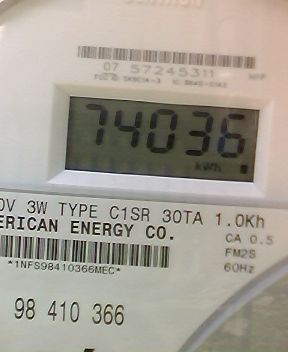 07 57245311
74036
kWh
0V 3W TYPE C1SR 30TA 1.0Kh
ERICAN ENERGY CO.
CA 0.5
FM2S
60Hz
*1NFS98410366MEC*
98 410 366